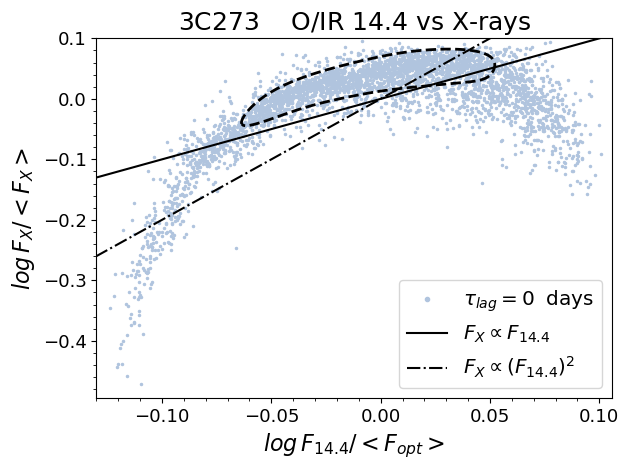 3C273 O/IR 14.4 vs X-rays
log F_X/ < F_X >
0.1
0.0
−0.1
−0.2
−0.3
−0.4
τ_lag = 0 days
F_X ∝ F_14.4
F_X ∝ (F_14.4)^2
−0.10 −0.05 0.00 0.05 0.10
log F_14.4/ < F_opt >